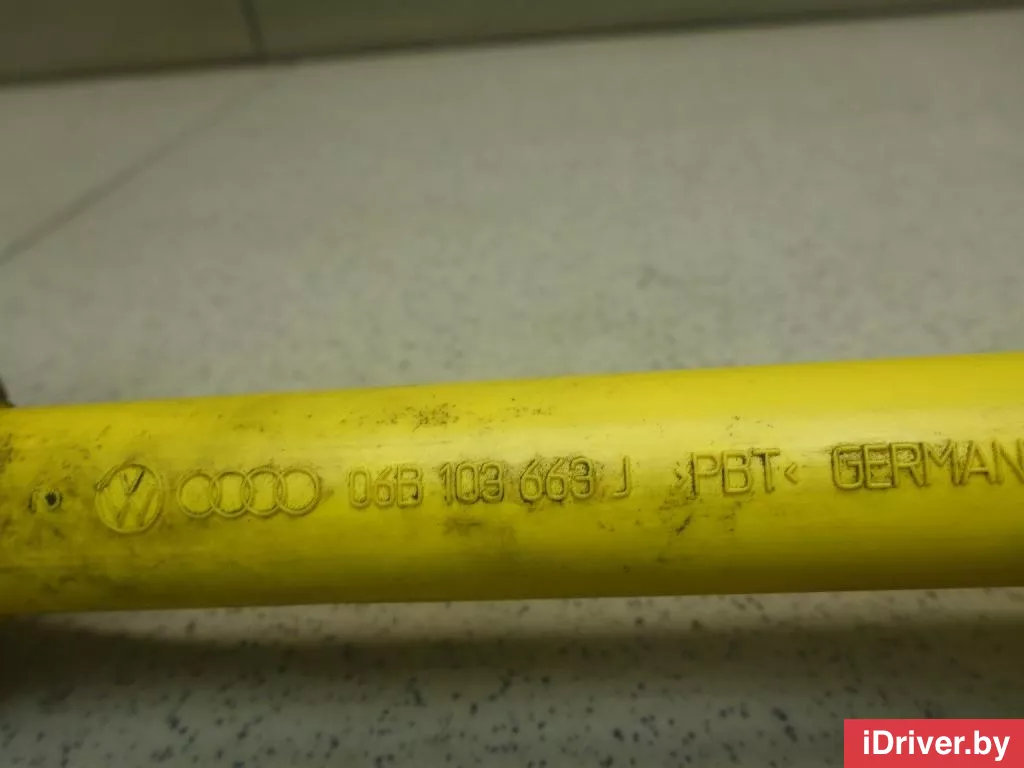 06B 103 663 J >PBT< GERMAN
iDriver.by